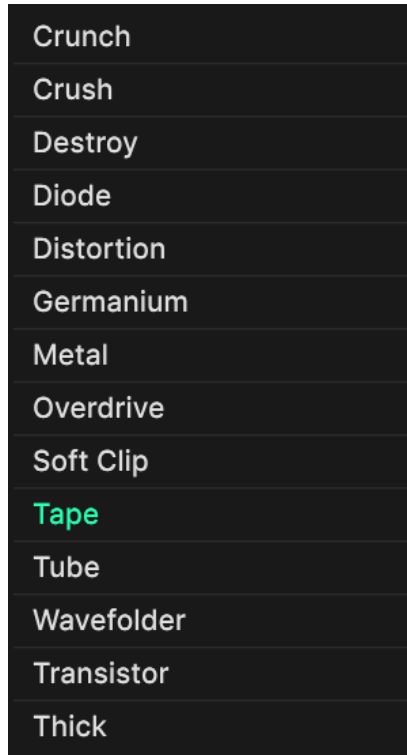 Crunch
Crush
Destroy
Diode
Distortion
Germanium
Metal
Overdrive
Soft Clip
Tape
Tube
Wavefolder
Transistor
Thick